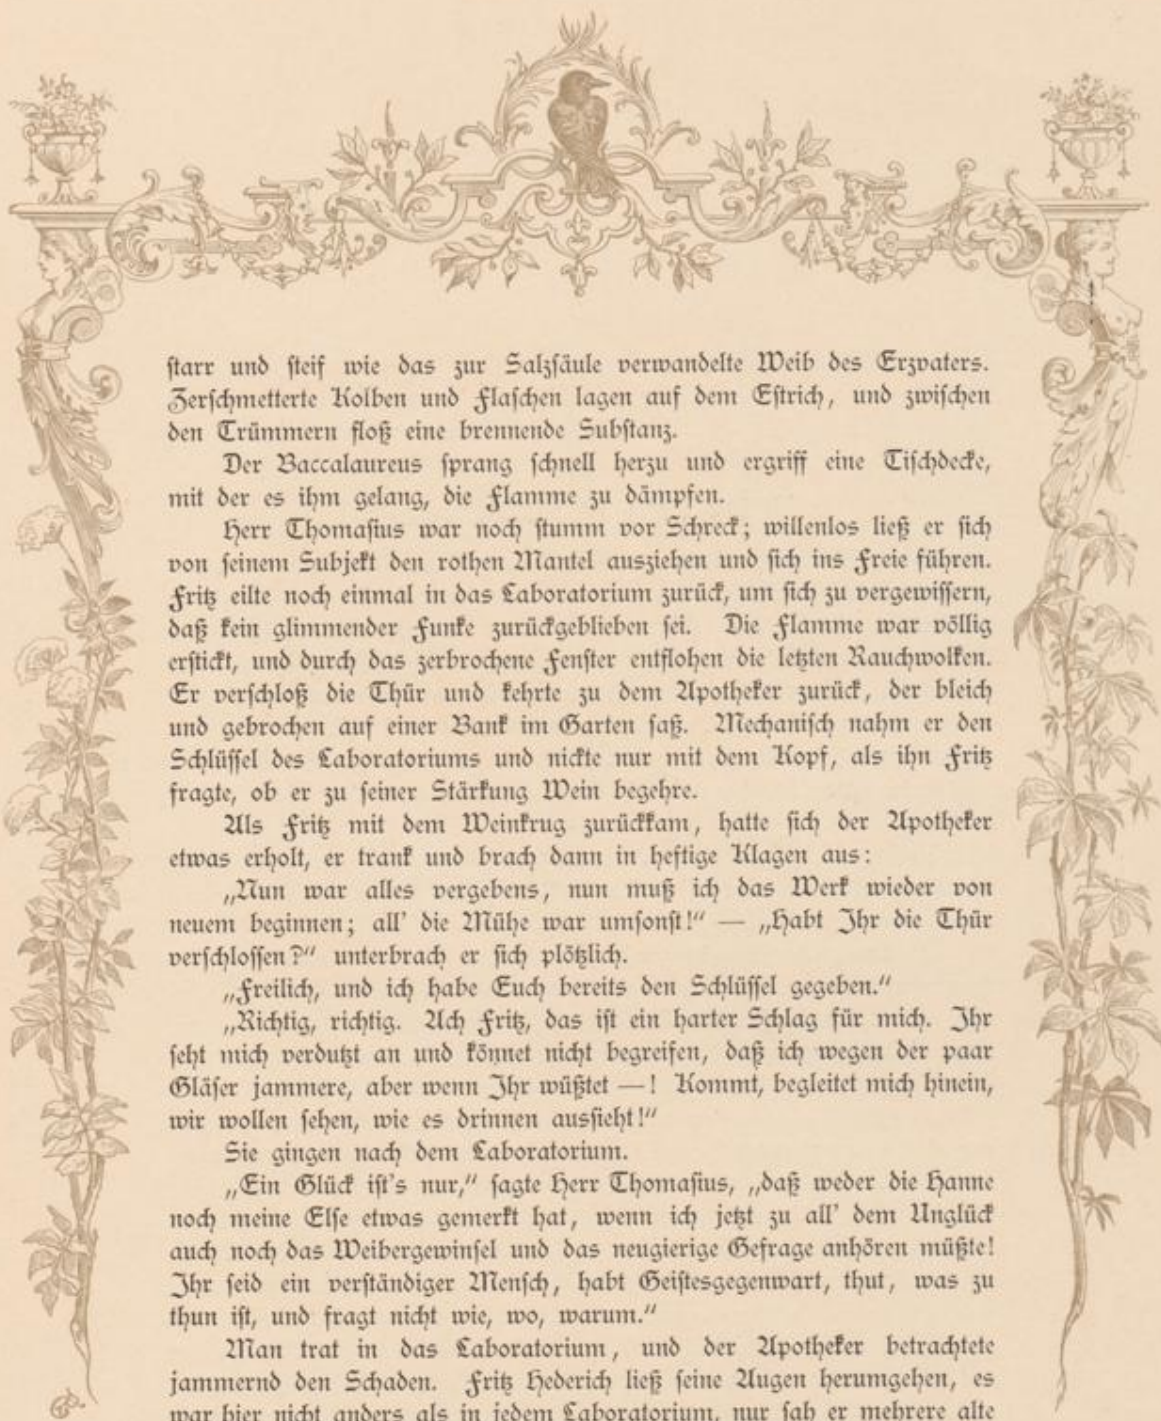 starr und steif wie das zur Salzsäule verwandelte Weib des Erzvaters.
Zerschmetterte Kolben und Flaschen lagen auf dem Estrich, und zwischen
den Trümmern floß eine brennende Substanz.
Der Baccalaureus sprang schnell herzu und ergriff eine Tischdecke,
mit der es ihm gelang, die Flamme zu dämpfen.
Herr Thomasius war noch stumm vor Schreck; willenlos ließ er sich
von seinem Subjekt den rothen Mantel ausziehen und sich ins Freie führen.
Fritz eilte noch einmal in das Laboratorium zurück, um sich zu vergewissern,
daß kein glimmender Funke zurückgeblieben sei. Die Flamme war völlig
erstickt, und durch das zerbrochene Fenster entflohen die letzten Rauchwolken.
Er verschloß die Thür und kehrte zu dem Apotheker zurück, der bleich
und gebrochen auf einer Bank im Garten saß. Mechanisch nahm er den
Schlüssel des Laboratoriums und nickte nur mit dem Kopf, als ihn Fritz
fragte, ob er zu seiner Stärkung Wein begehre.
Als Fritz mit dem Weinkrug zurückkam, hatte sich der Apotheker
etwas erholt, er trank und brach dann in heftige Klagen aus:
„Nun war alles vergebens, nun muß ich das Werk wieder von
neuem beginnen; all' die Mühe war umsonst!“ — „Habt Ihr die Thür
verschlossen?“ unterbrach er sich plötzlich.
„Freilich, und ich habe Euch bereits den Schlüssel gegeben.“
„Richtig, richtig. Ach Fritz, das ist ein harter Schlag für mich. Ihr
seht mich verdutzt an und könnet nicht begreifen, daß ich wegen der paar
Gläser jammere, aber wenn Ihr wüßtet —! Kommt, begleitet mich hinein,
wir wollen sehen, wie es drinnen aussieht!“
Sie gingen nach dem Laboratorium.
„Ein Glück ist's nur,“ sagte Herr Thomasius, „daß weder die Hanne
noch meine Else etwas gemerkt hat, wenn ich jetzt zu all' dem Unglück
auch noch das Weibergewinsel und das neugierige Gefrage anhören müßte!
Ihr seid ein verständiger Mensch, habt Geistesgegenwart, thut, was zu
thun ist, und fragt nicht wie, wo, warum.“
Man trat in das Laboratorium, und der Apotheker betrachtete
jammernd den Schaden. Fritz Hederich ließ seine Augen herumgehen, es
war hier nicht anders als in jedem Laboratorium, nur sah er mehrere alte